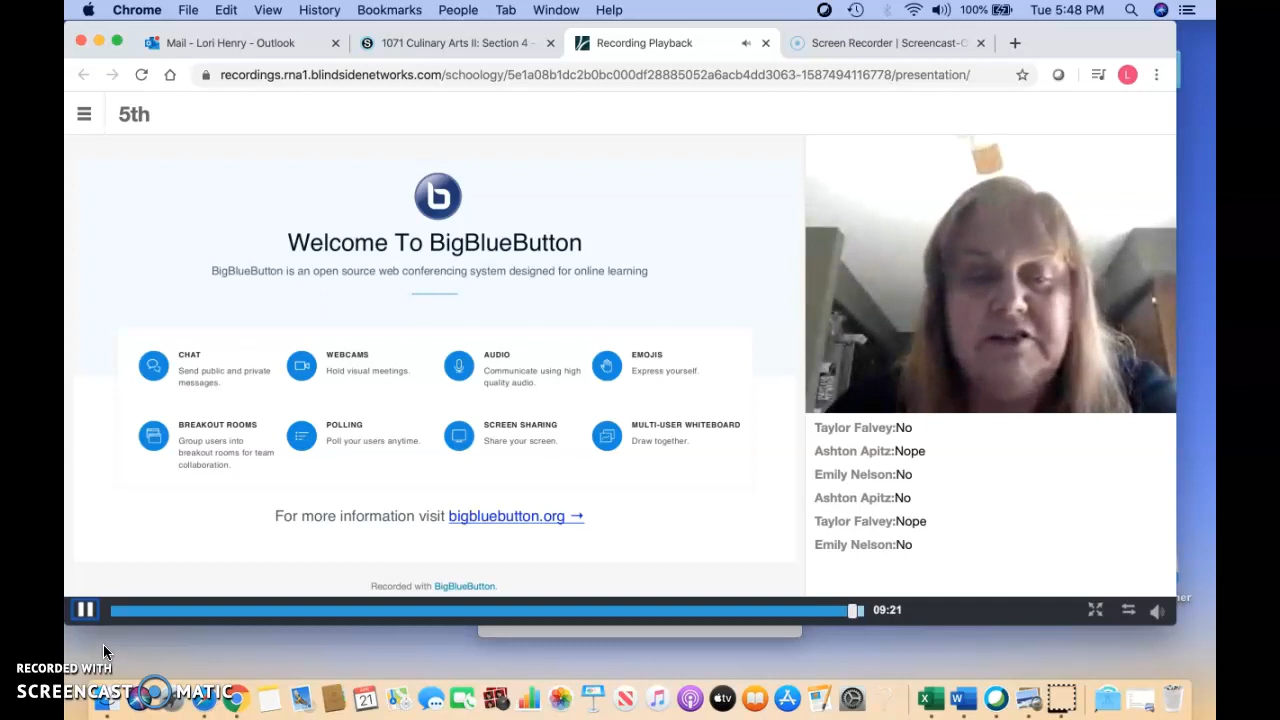 Chrome File Edit View History Bookmarks People Tab Window Help 100% Tue 5:48 PM
Mail - Lori Henry - Outlook
1071 Culinary Arts II: Section 4 -
Recording Playback
Screen Recorder | Screencast-O
recordings.rna1.blindsidenetworks.com/schoology/5e1a08b1dc2b0bc000df28885052a6acb4dd3063-1587494116778/presentation/
L
5th
b
Welcome To BigBlueButton
BigBlueButton is an open source web conferencing system designed for online learning
CHAT
Send public and private
messages.
WEBCAMS
Hold visual meetings.
AUDIO
Communicate using high
quality audio.
EMOJIS
Express yourself.
BREAKOUT ROOMS
Group users into
breakout rooms for team
collaboration.
POLLING
Poll your users anytime.
SCREEN SHARING
Share your screen.
MULTI-USER WHITEBOARD
Draw together.
For more information visit bigbluebutton.org →
Recorded with BigBlueButton.
Taylor Falvey:No
Ashton Apitz:Nope
Emily Nelson:No
Ashton Apitz:No
Taylor Falvey:Nope
Emily Nelson:No
09:21
RECORDED WITH
SCREENCAST-O-MATIC
21
tv
X
W